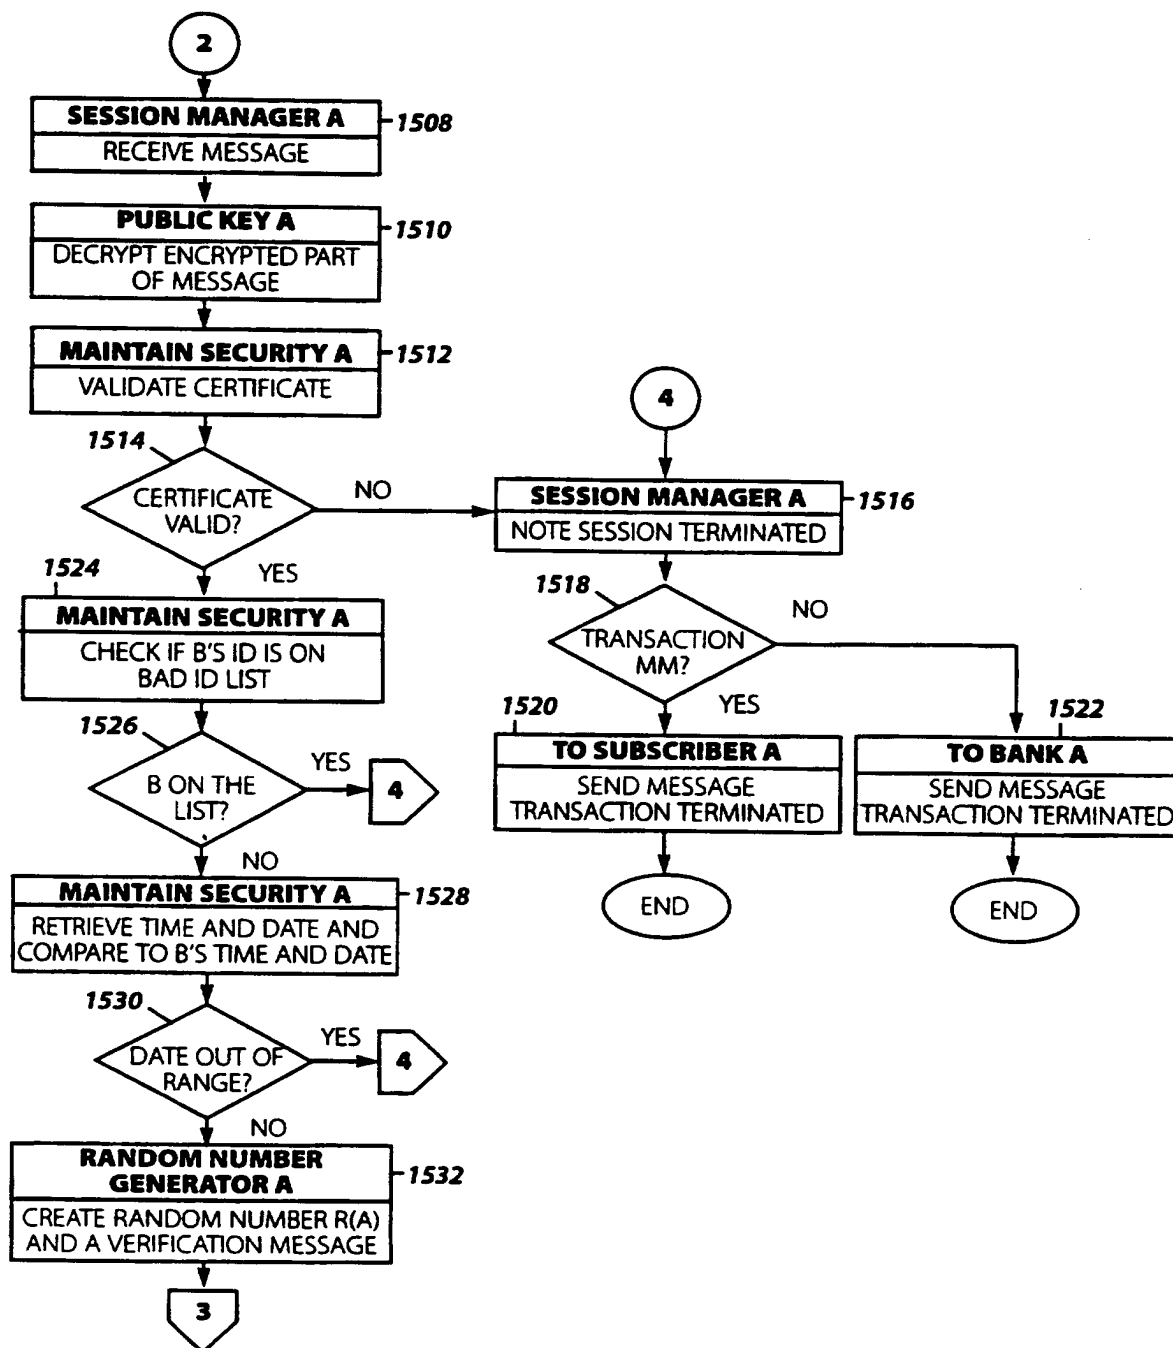 2
SESSION MANAGER A
1508
RECEIVE MESSAGE
PUBLIC KEY A
1510
DECRYPT ENCRYPTED PART
OF MESSAGE
MAINTAIN SECURITY A
1512
VALIDATE CERTIFICATE
1514
CERTIFICATE
VALID?
NO
YES
4
SESSION MANAGER A
1516
NOTE SESSION TERMINATED
1518
TRANSACTION
MM?
NO
YES
1520
TO SUBSCRIBER A
SEND MESSAGE
TRANSACTION TERMINATED
END
1522
TO BANK A
SEND MESSAGE
TRANSACTION TERMINATED
END
1524
MAINTAIN SECURITY A
CHECK IF B'S ID IS ON
BAD ID LIST
1526
B ON THE
LIST?
YES
4
NO
MAINTAIN SECURITY A
1528
RETRIEVE TIME AND DATE AND
COMPARE TO B'S TIME AND DATE
1530
DATE OUT OF
RANGE?
YES
4
NO
RANDOM NUMBER
GENERATOR A
1532
CREATE RANDOM NUMBER R(A)
AND A VERIFICATION MESSAGE
3